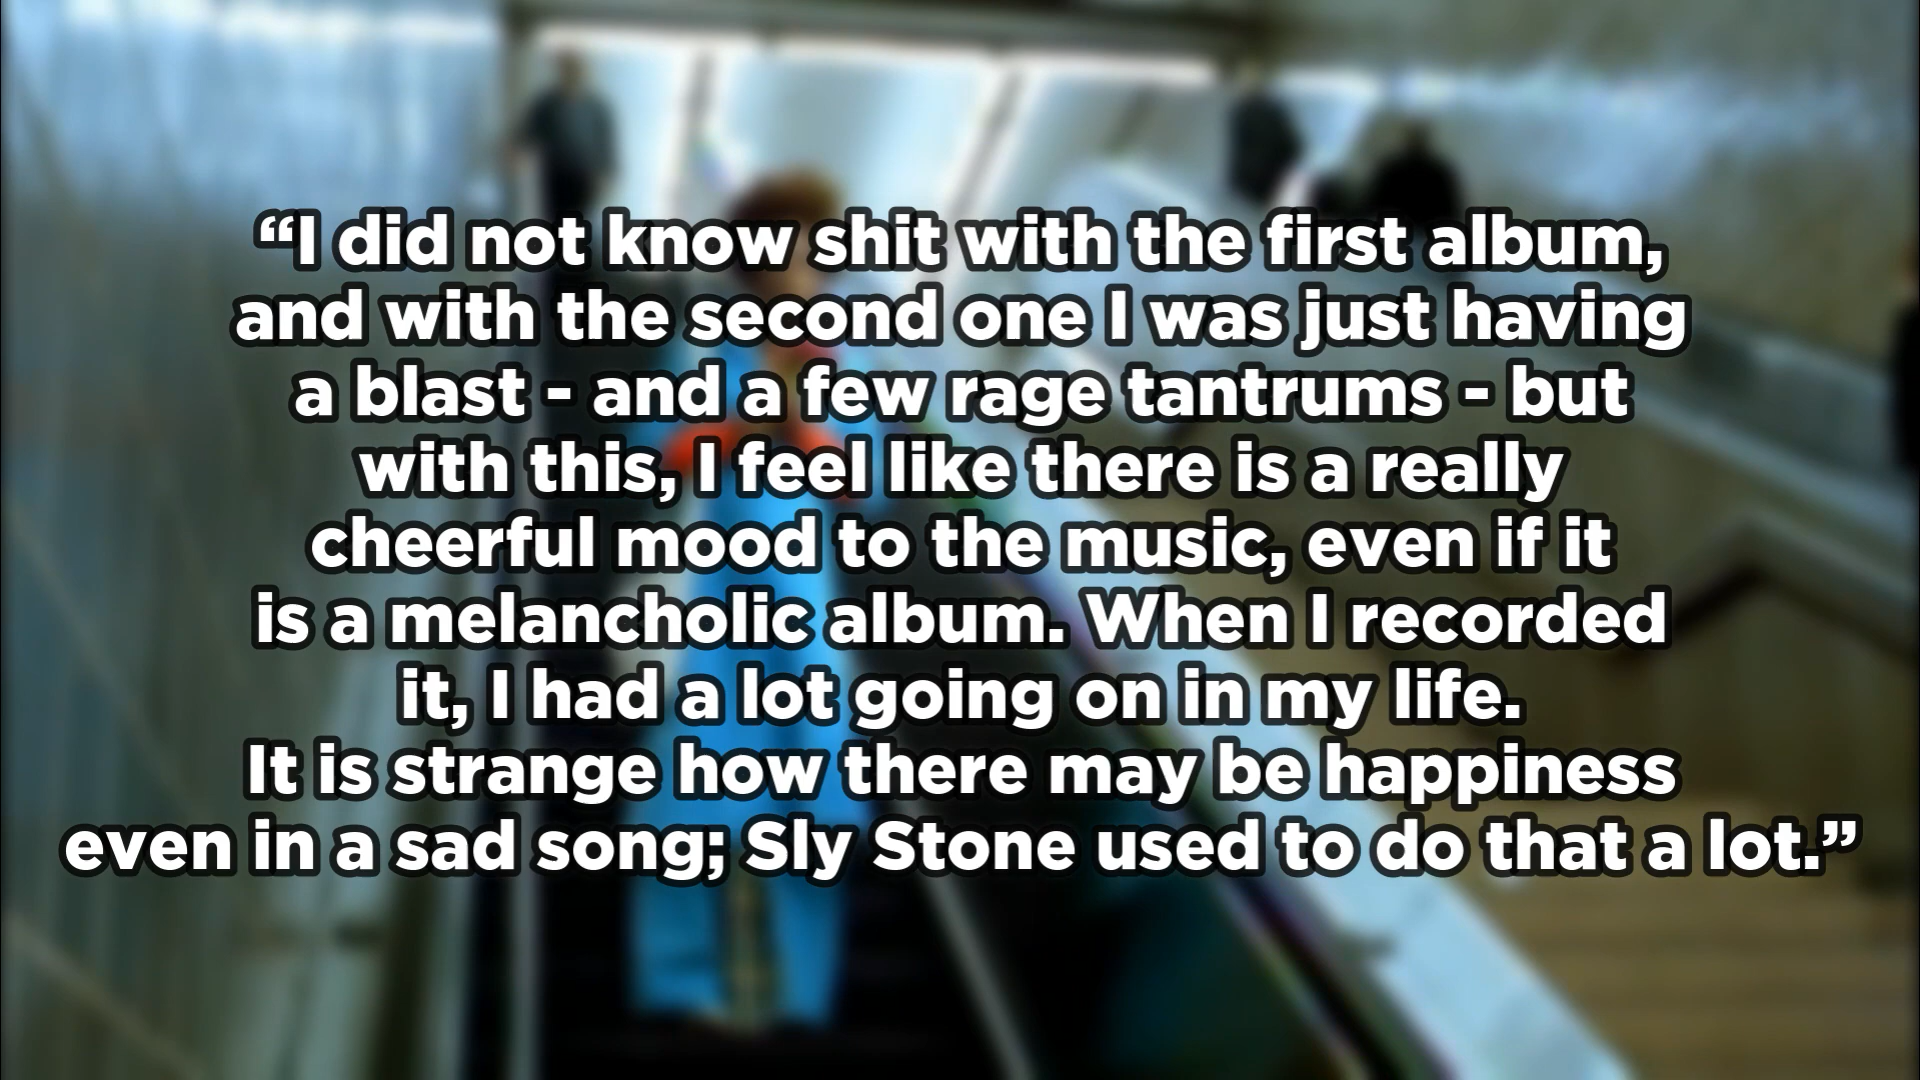 “I did not know shit with the first album,
and with the second one I was just having
a blast - and a few rage tantrums - but
with this, I feel like there is a really
cheerful mood to the music, even if it
is a melancholic album. When I recorded
it, I had a lot going on in my life.
It is strange how there may be happiness
even in a sad song; Sly Stone used to do that a lot.”